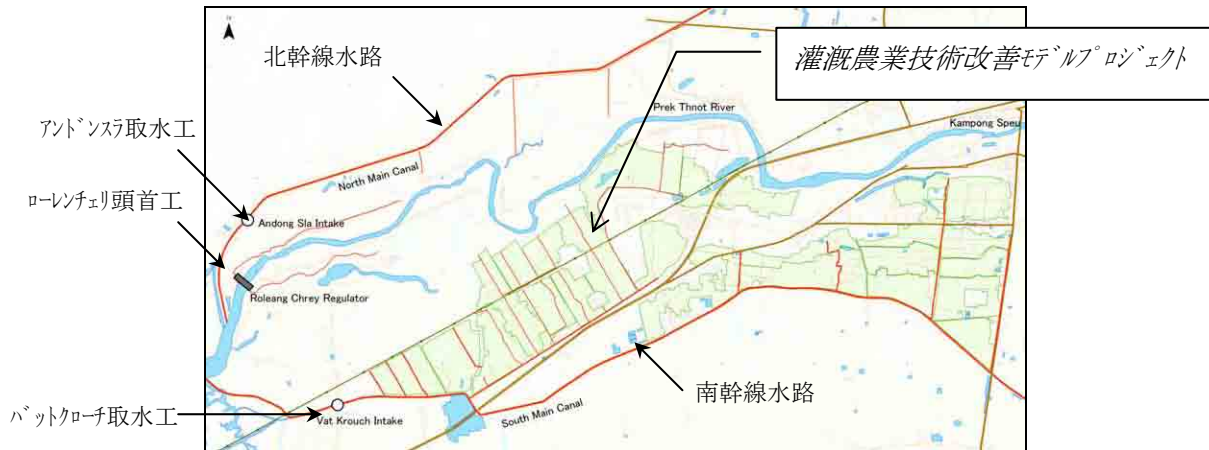 灌漑農業技術改善ﾓﾃﾞﾙﾌﾟﾛｼﾞｪｸﾄ
北幹線水路
Prek Thnot River
Kampong Speu
ｱﾝﾄﾞﾝｽﾗ取水工
North Main Canal
ﾛｰﾚﾝﾁｪﾘ頭首工
Andong Sla Intake
Roleang Chrey Regulator
南幹線水路
ﾊﾞｯﾄｸﾛｰﾁ取水工
Vat Krouch Intake
South Main Canal